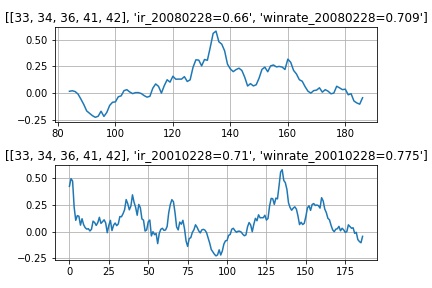 [[33, 34, 36, 41, 42], 'ir_20080228=0.66', 'winrate_20080228=0.709']
0.50
0.25
0.00
-0.25
80 100 120 140 160 180
[[33, 34, 36, 41, 42], 'ir_20010228=0.71', 'winrate_20010228=0.775']
0.50
0.25
0.00
-0.25
0 25 50 75 100 125 150 175